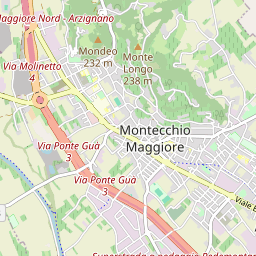 Maggiore Nord - Arzignano
Mondeo
232 m
Monte
Longo
238 m
Via Molinetto
4
Montecchio
Maggiore
Via Ponte Guà
3
Via Ponte Guà
3
Viale
Superstrada a pedaggio Pedemontana